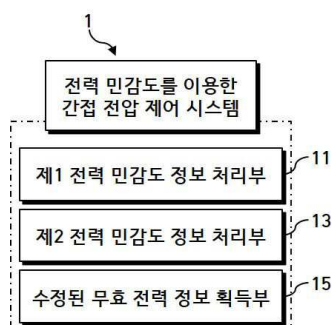 1
전력 민감도를 이용한
간접 전압 제어 시스템
제1 전력 민감도 정보 처리부
11
제2 전력 민감도 정보 처리부
13
수정된 무효 전력 정보 획득부
15